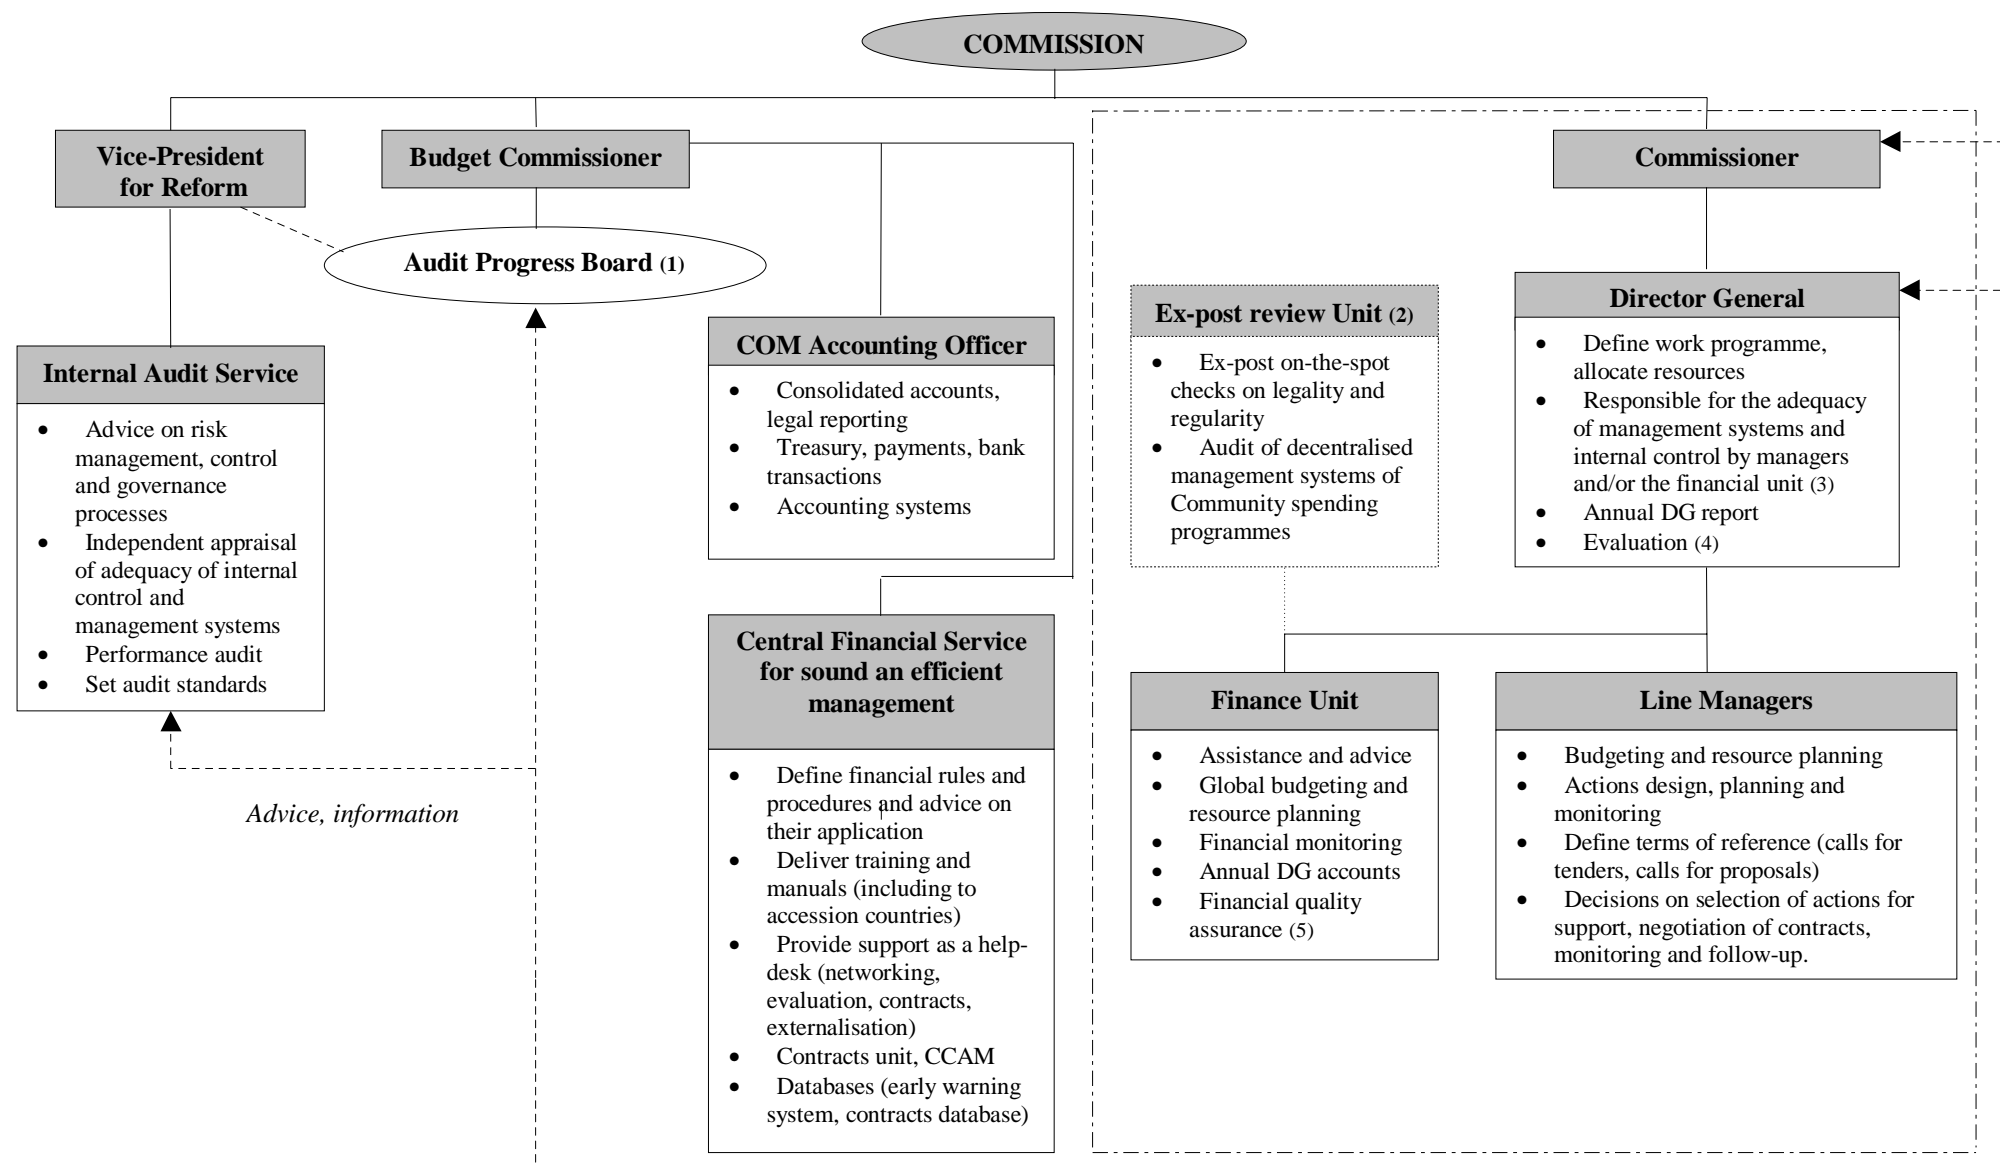 COMMISSION
Vice-President
for Reform
Budget Commissioner
Commissioner
Audit Progress Board (1)
Internal Audit Service
• Advice on risk
management, control
and governance
processes
• Independent appraisal
of adequacy of internal
control and
management systems
• Performance audit
• Set audit standards
Advice, information
COM Accounting Officer
• Consolidated accounts,
legal reporting
• Treasury, payments, bank
transactions
• Accounting systems
Central Financial Service
for sound an efficient
management
• Define financial rules and
procedures and advice on
their application
• Deliver training and
manuals (including to
accession countries)
• Provide support as a help-
desk (networking,
evaluation, contracts,
externalisation)
• Contracts unit, CCAM
• Databases (early warning
system, contracts database)
Ex-post review Unit (2)
• Ex-post on-the-spot
checks on legality and
regularity
• Audit of decentralised
management systems of
Community spending
programmes
Director General
• Define work programme,
allocate resources
• Responsible for the adequacy
of management systems and
internal control by managers
and/or the financial unit (3)
• Annual DG report
• Evaluation (4)
Finance Unit
• Assistance and advice
• Global budgeting and
resource planning
• Financial monitoring
• Annual DG accounts
• Financial quality
assurance (5)
Line Managers
• Budgeting and resource planning
• Actions design, planning and
monitoring
• Define terms of reference (calls for
tenders, calls for proposals)
• Decisions on selection of actions for
support, negotiation of contracts,
monitoring and follow-up.